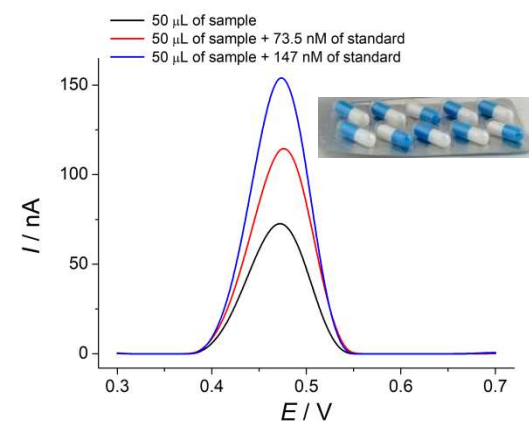 50 μL of sample
50 μL of sample + 73.5 nM of standard
50 μL of sample + 147 nM of standard
150
100
50
0
I / nA
0.3 0.4 0.5 0.6 0.7
E / V